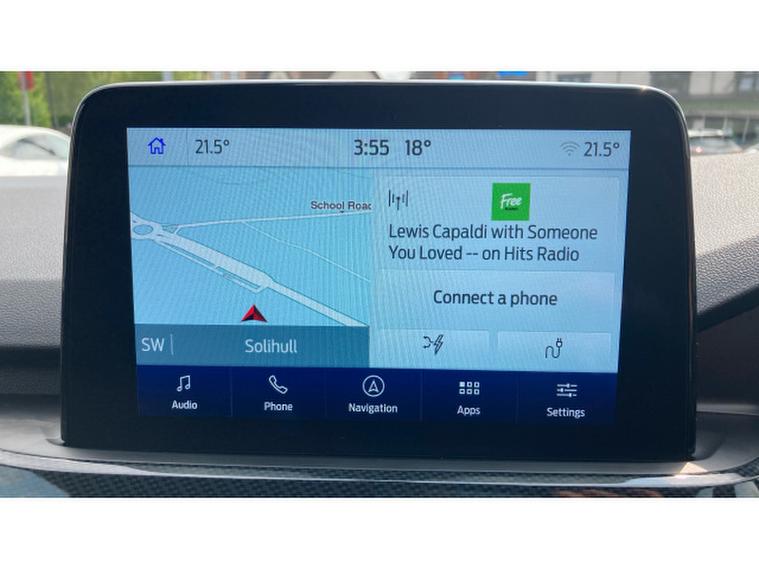 21.5°
3:55 18°
21.5°
School Road
Free
Lewis Capaldi with Someone
You Loved -- on Hits Radio
Connect a phone
SW
Solihull
Audio
Phone
Navigation
Apps
Settings